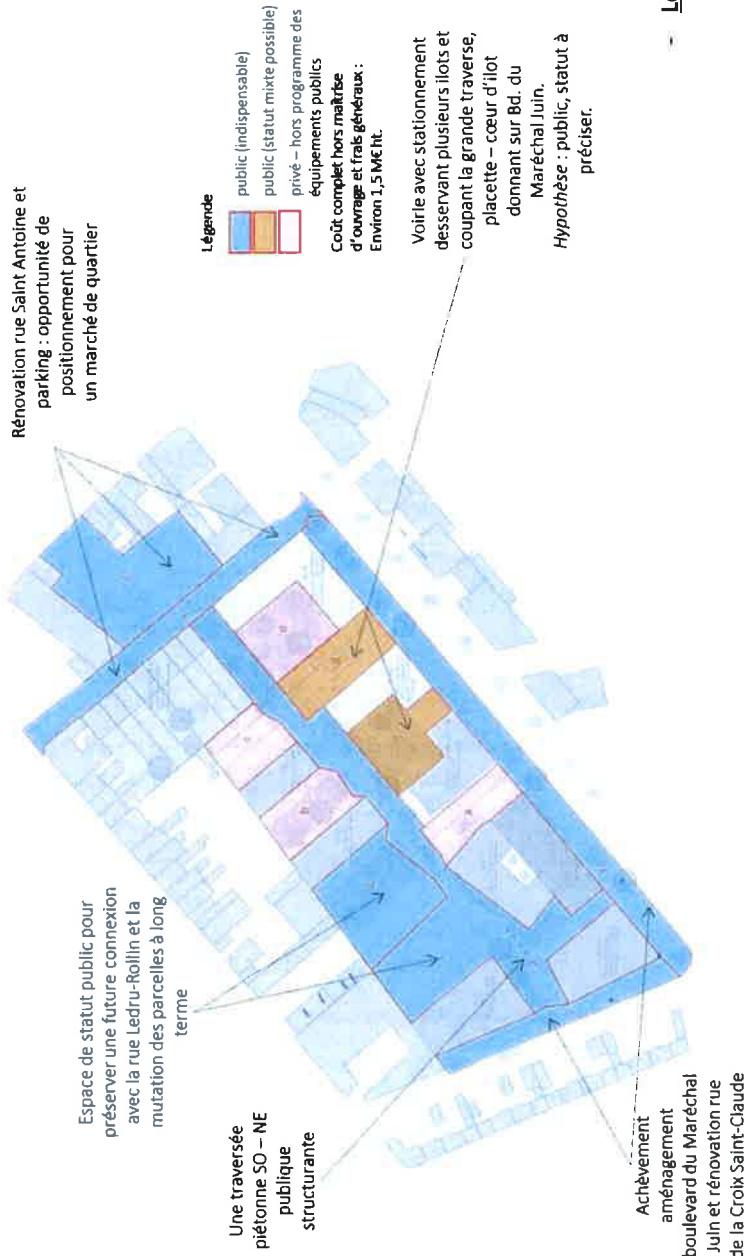 Rénovation rue Saint Antoine et
parking : opportunité de
positionnement pour
un marché de quartier
Légende
public (indispensable)
public (statut mixte possible)
privé – hors programme des
équipements publics
Coût complet hors maîtrise
d'ouvrage et frais généraux :
Environ 1,5 M€ ht.
Voirie avec stationnement
desservant plusieurs ilots et
coupant la grande traverse,
placette – cœur d'ilot
donnant sur Bd. du
Maréchal Juin.
Hypothèse : public, statut à
préciser.
Espace de statut public pour
préserver une future connexion
avec la rue Ledru-Rollin et la
mutation des parcelles à long
terme
Une traversée
piétonne SO – NE
publique
structurante
Achèvement
aménagement
boulevard du Maréchal
Juin et rénovation rue
de la Croix Saint-Claude
-